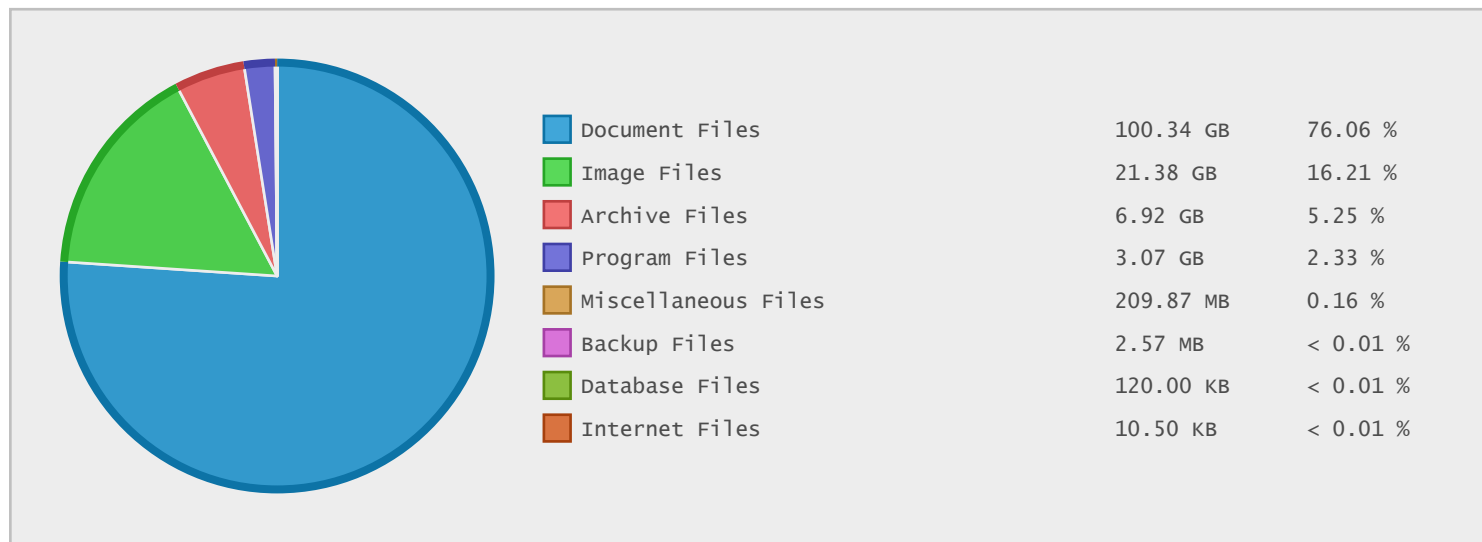 Document Files 100.34 GB 76.06 %
Image Files 21.38 GB 16.21 %
Archive Files 6.92 GB 5.25 %
Program Files 3.07 GB 2.33 %
Miscellaneous Files 209.87 MB 0.16 %
Backup Files 2.57 MB < 0.01 %
Database Files 120.00 KB < 0.01 %
Internet Files 10.50 KB < 0.01 %